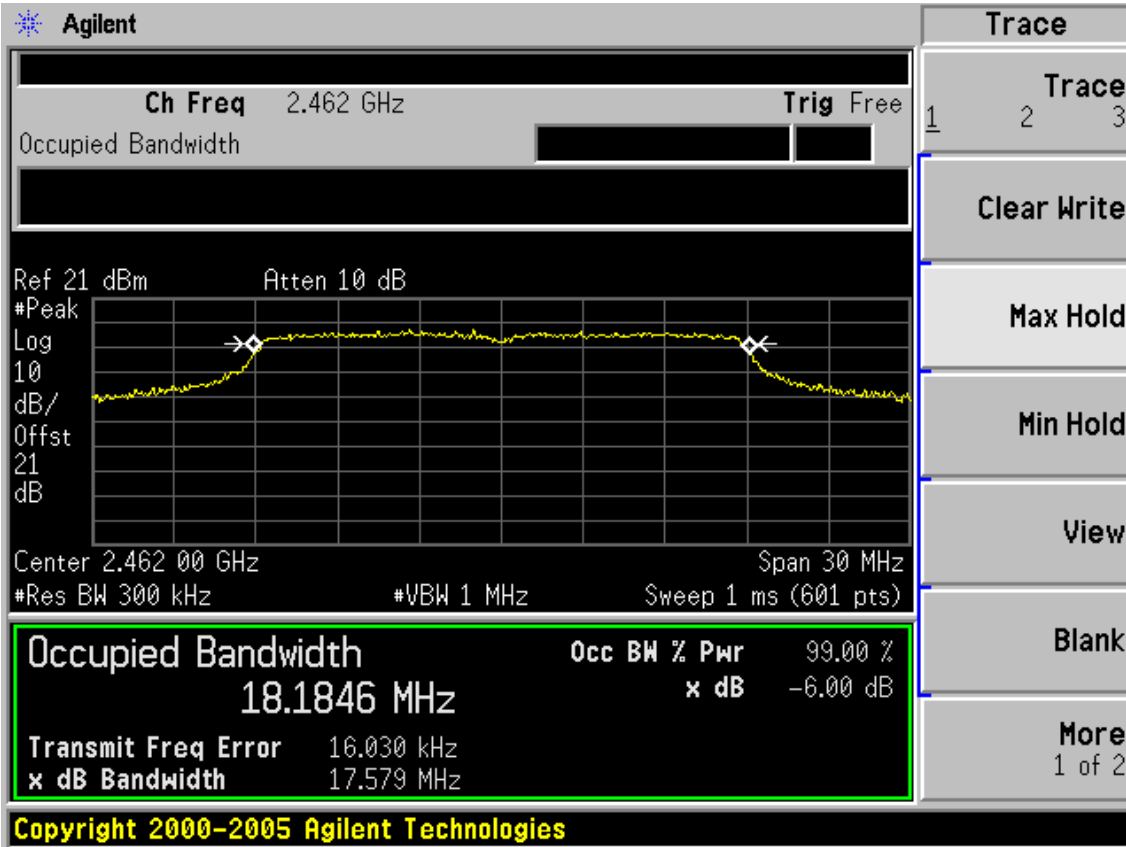 Agilent
Trace
Ch Freq 2.462 GHz Trig Free
Occupied Bandwidth
Trace
1 2 3
Clear Write
Max Hold
Min Hold
View
Blank
More
1 of 2
Ref 21 dBm Atten 10 dB
#Peak
Log
10
dB/
Offst
21
dB
Center 2.462 00 GHz Span 30 MHz
#Res BW 300 kHz #VBW 1 MHz Sweep 1 ms (601 pts)
Occupied Bandwidth
18.1846 MHz
Occ BW % Pwr 99.00 %
x dB -6.00 dB
Transmit Freq Error 16.030 kHz
x dB Bandwidth 17.579 MHz
Copyright 2000-2005 Agilent Technologies